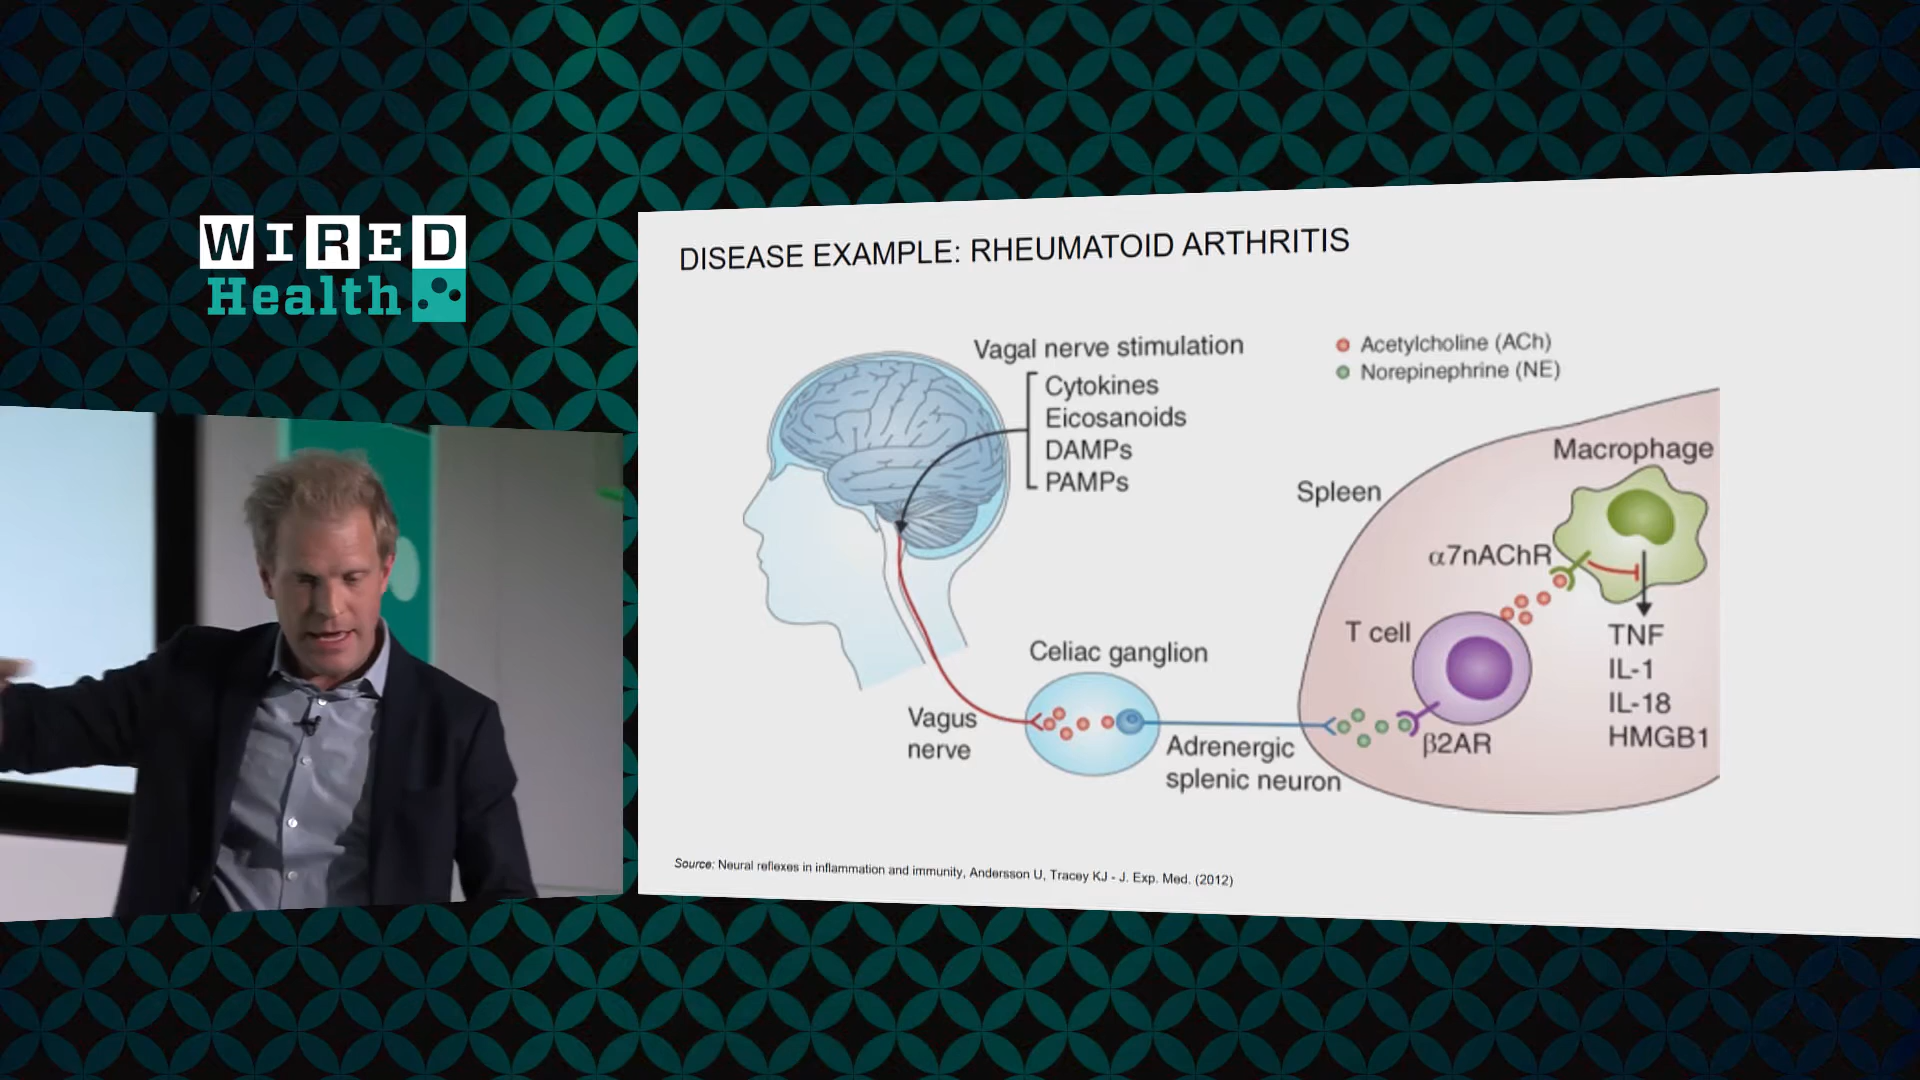 WIRED
Health
DISEASE EXAMPLE: RHEUMATOID ARTHRITIS
Vagal nerve stimulation
Cytokines
Eicosanoids
DAMPs
PAMPs
Acetylcholine (ACh)
Norepinephrine (NE)
Macrophage
Spleen
α7nAChR
T cell
TNF
IL-1
IL-18
HMGB1
β2AR
Celiac ganglion
Vagus
nerve
Adrenergic
splenic neuron
Source: Neural reflexes in inflammation and immunity, Andersson U, Tracey KJ - J. Exp. Med. (2012)